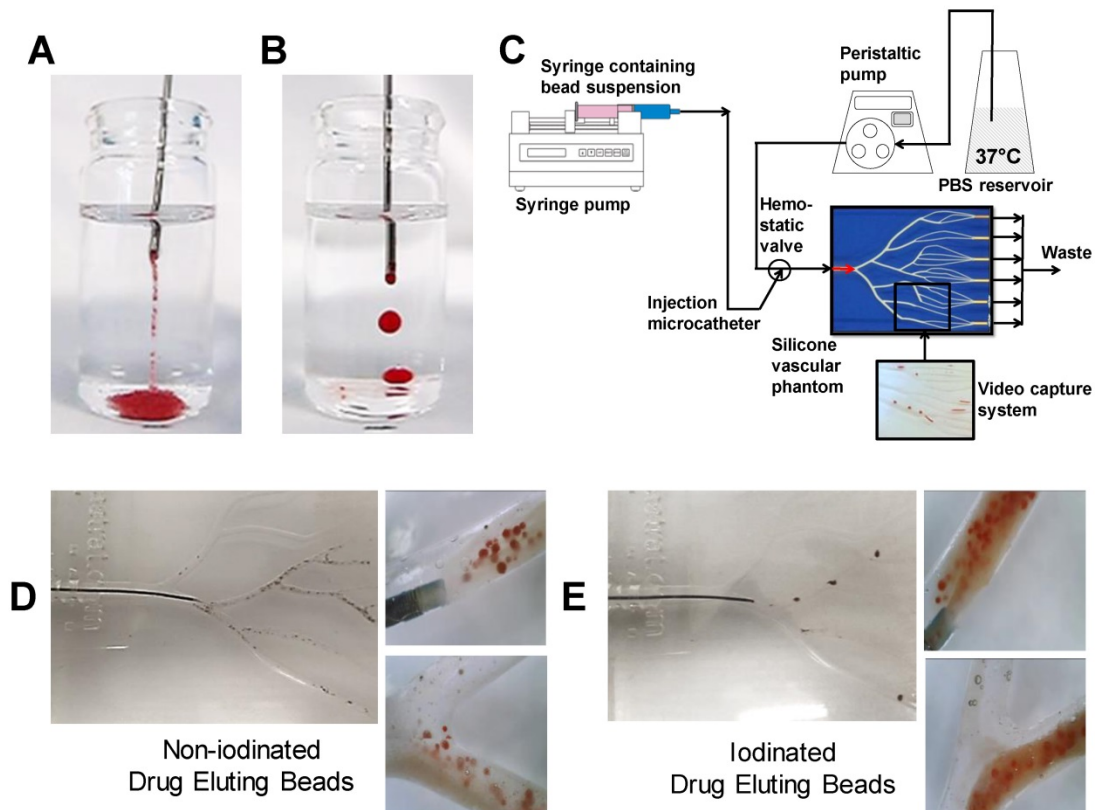 A
B
C
Syringe containing
bead suspension
Syringe pump
Peristaltic
pump
37°C
PBS reservoir
Hemo-
static
valve
Injection
microcatheter
Silicone
vascular
phantom
Waste
Video capture
system
D
Non-iodinated
Drug Eluting Beads
E
Iodinated
Drug Eluting Beads